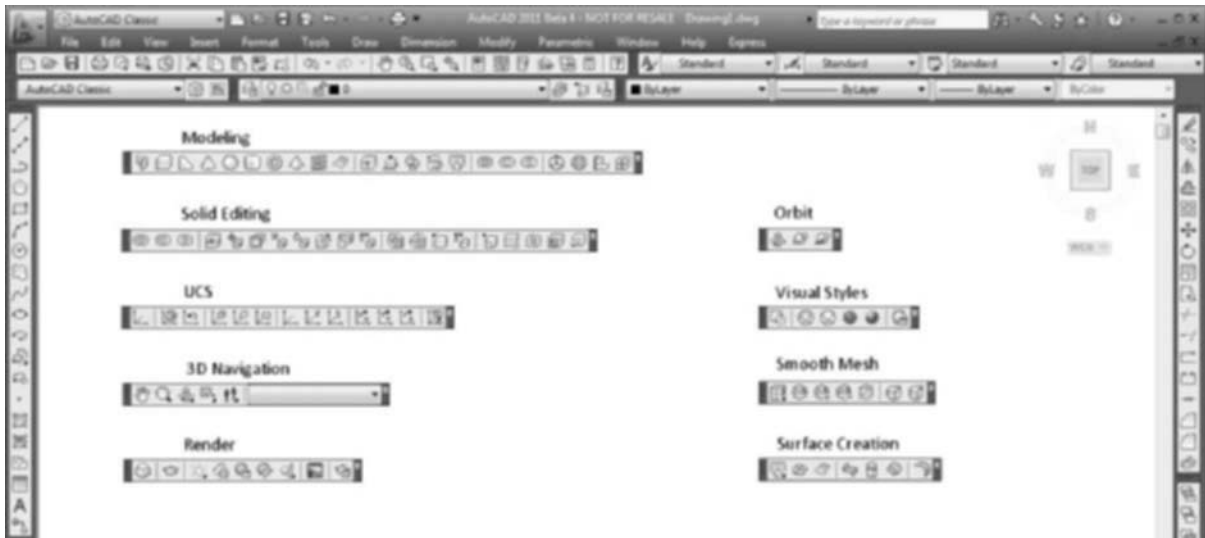 AutoCAD Classic AutoCAD 2011 Beta 4 - NOT FOR RESALE Drawing1.dwg Type a keyword or phrase
File Edit View Insert Format Tools Draw Dimension Modify Parametric Window Help Express
Standard Standard Standard Standard
AutoCAD Classic 0 ByLayer ByLayer ByLayer ByColor
Modeling
Solid Editing Orbit
UCS Visual Styles
3D Navigation Smooth Mesh
Render Surface Creation
W TOP E
A